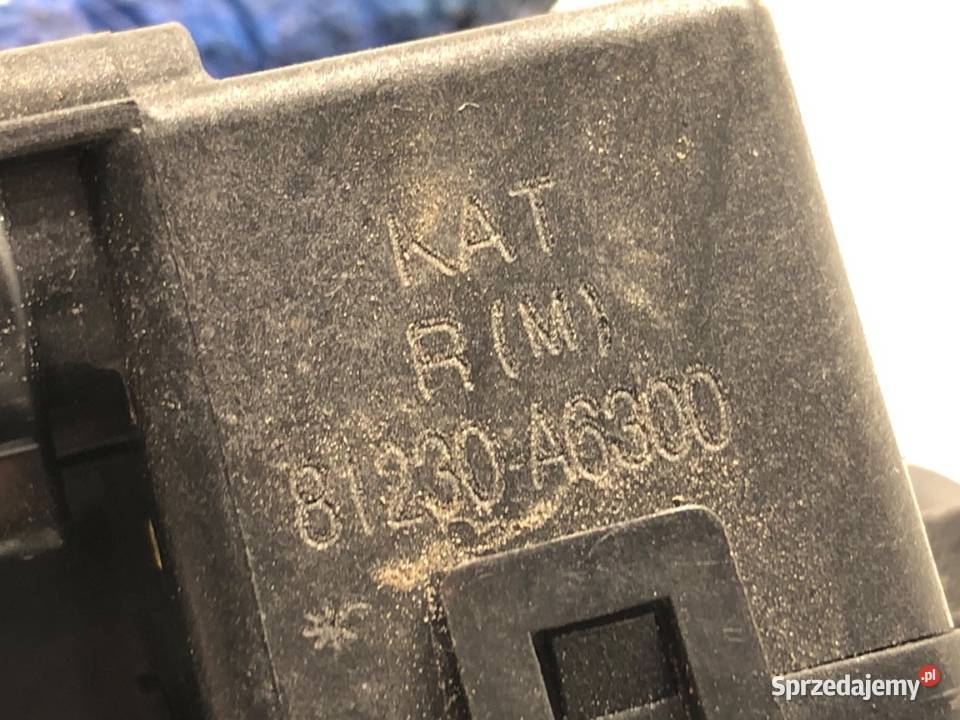 KAT
R(M)
81230-A6300
*
Sprzedajemy.pl